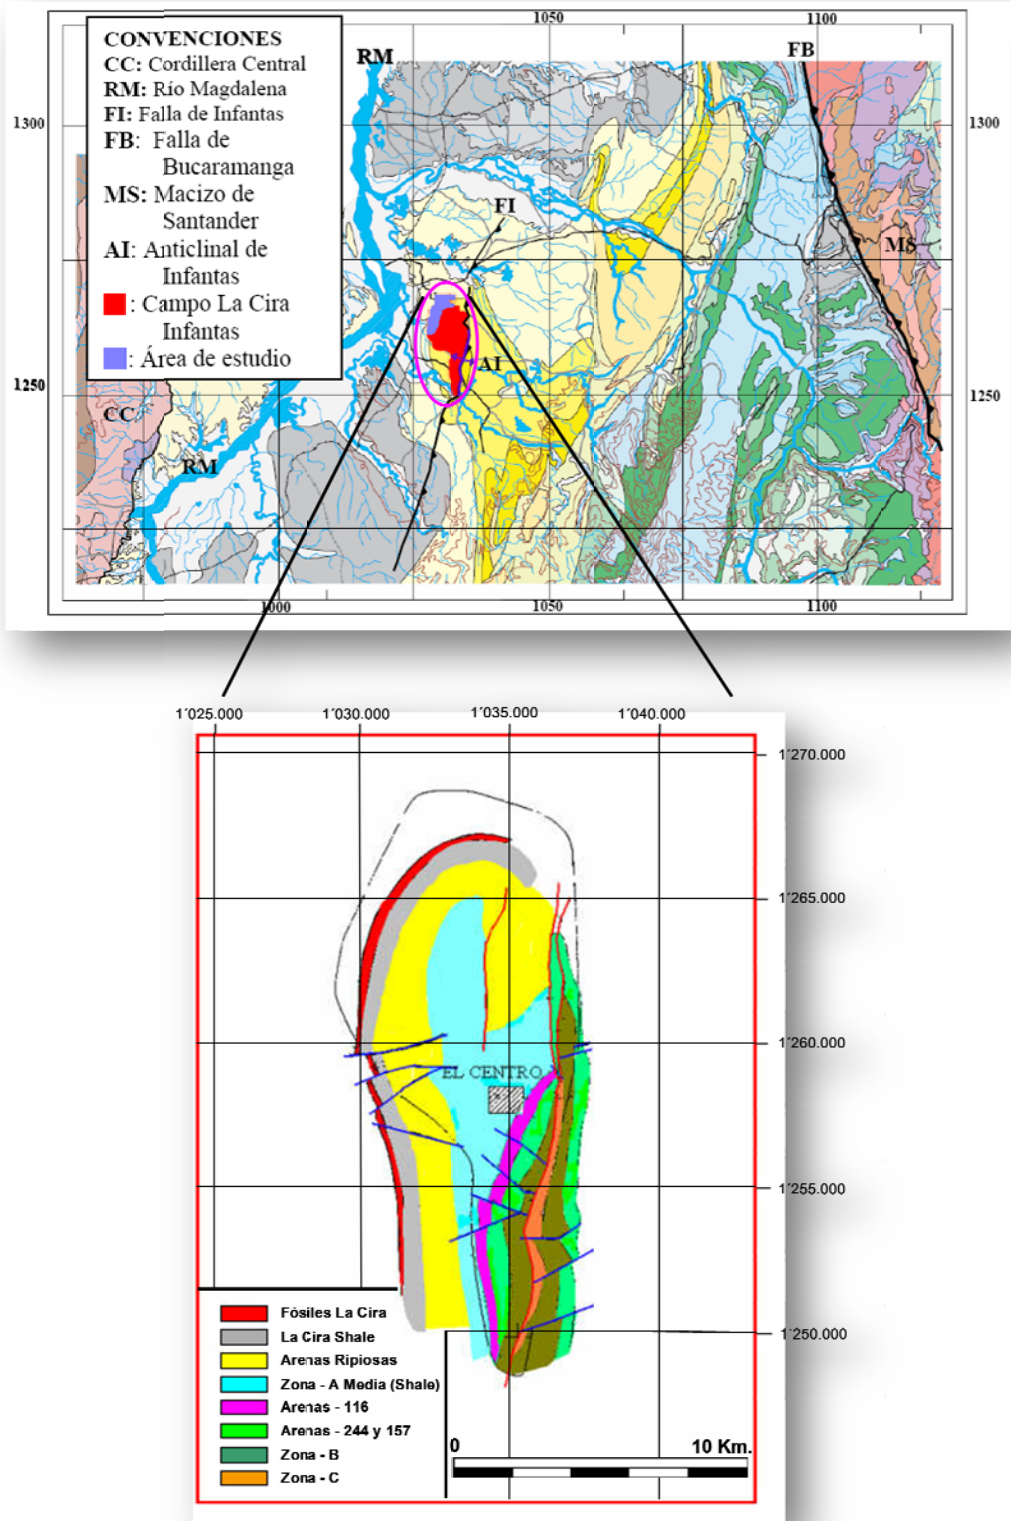 1050
1100
CONVENCIONES
CC: Cordillera Central
RM: Río Magdalena
FI: Falla de Infantas
FB: Falla de
Bucaramanga
MS: Macizo de
Santander
AI: Anticlinal de
Infantas
: Campo La Cira
Infantas
: Área de estudio
RM
FB
1300
1300
FI
MS
AI
1250
1250
CC
RM
1000
1050
1100
1´025.000
1´030.000
1´035.000
1´040.000
1´270.000
1´265.000
1´260.000
EL CENTRO
1´255.000
1´250.000
Fósiles La Cira
La Cira Shale
Arenas Ripiosas
Zona - A Media (Shale)
Arenas - 116
Arenas - 244 y 157
Zona - B
Zona - C
0
10 Km.